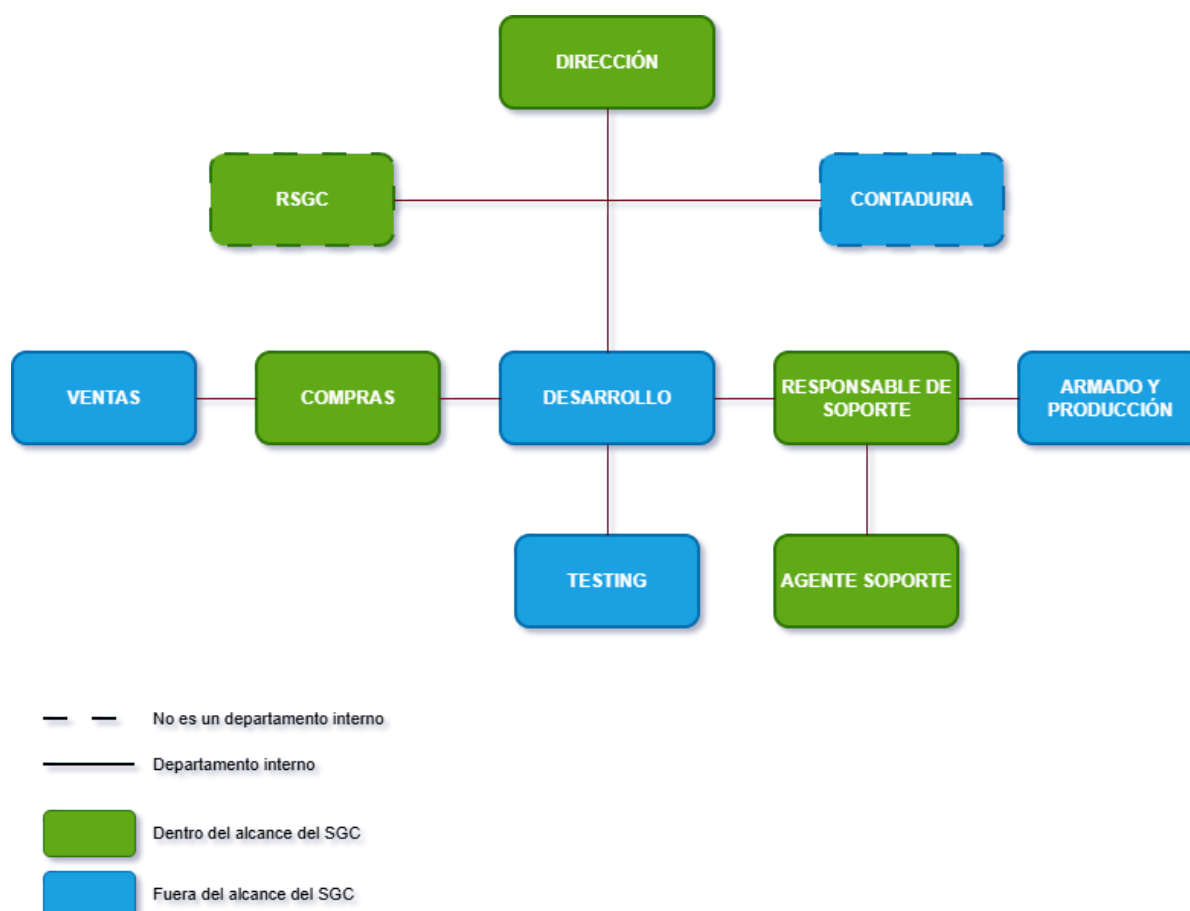 DIRECCIÓN
RSGC
CONTADURIA
VENTAS
COMPRAS
DESARROLLO
RESPONSABLE DE
SOPORTE
ARMADO Y
PRODUCCIÓN
TESTING
AGENTE SOPORTE
No es un departamento interno
Departamento interno
Dentro del alcance del SGC
Fuera del alcance del SGC